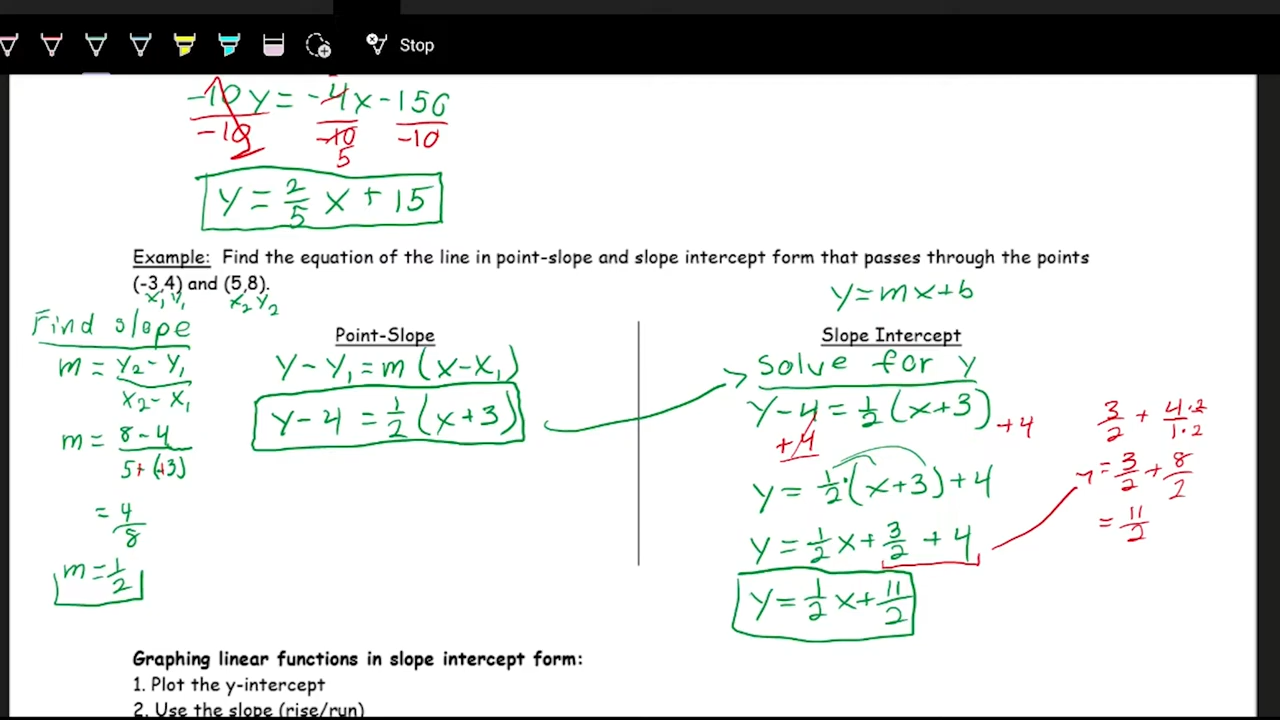 Stop
-10y = -4x - 150
-10 -10 -10
5
y = 2/5 x + 15
Example: Find the equation of the line in point-slope and slope intercept form that passes through the points
(-3,4) and (5,8).
x₁ y₁ x₂ y₂
y = mx + b
Find slope
m = y₂ - y₁ / x₂ - x₁
m = 8 - 4 / 5 + (+3)
= 4/8
m = 1/2
Point-Slope
y - y₁ = m(x - x₁)
y - 4 = 1/2 (x + 3)
Slope Intercept
solve for y
y - 4 = 1/2 (x + 3)
+4 +4
y = 1/2 · (x + 3) + 4
y = 1/2 x + 3/2 + 4
y = 1/2 x + 11/2
3/2 + 4·2/1·2
= 3/2 + 8/2
= 11/2
Graphing linear functions in slope intercept form:
1. Plot the y-intercept
2. Use the slope (rise/run)